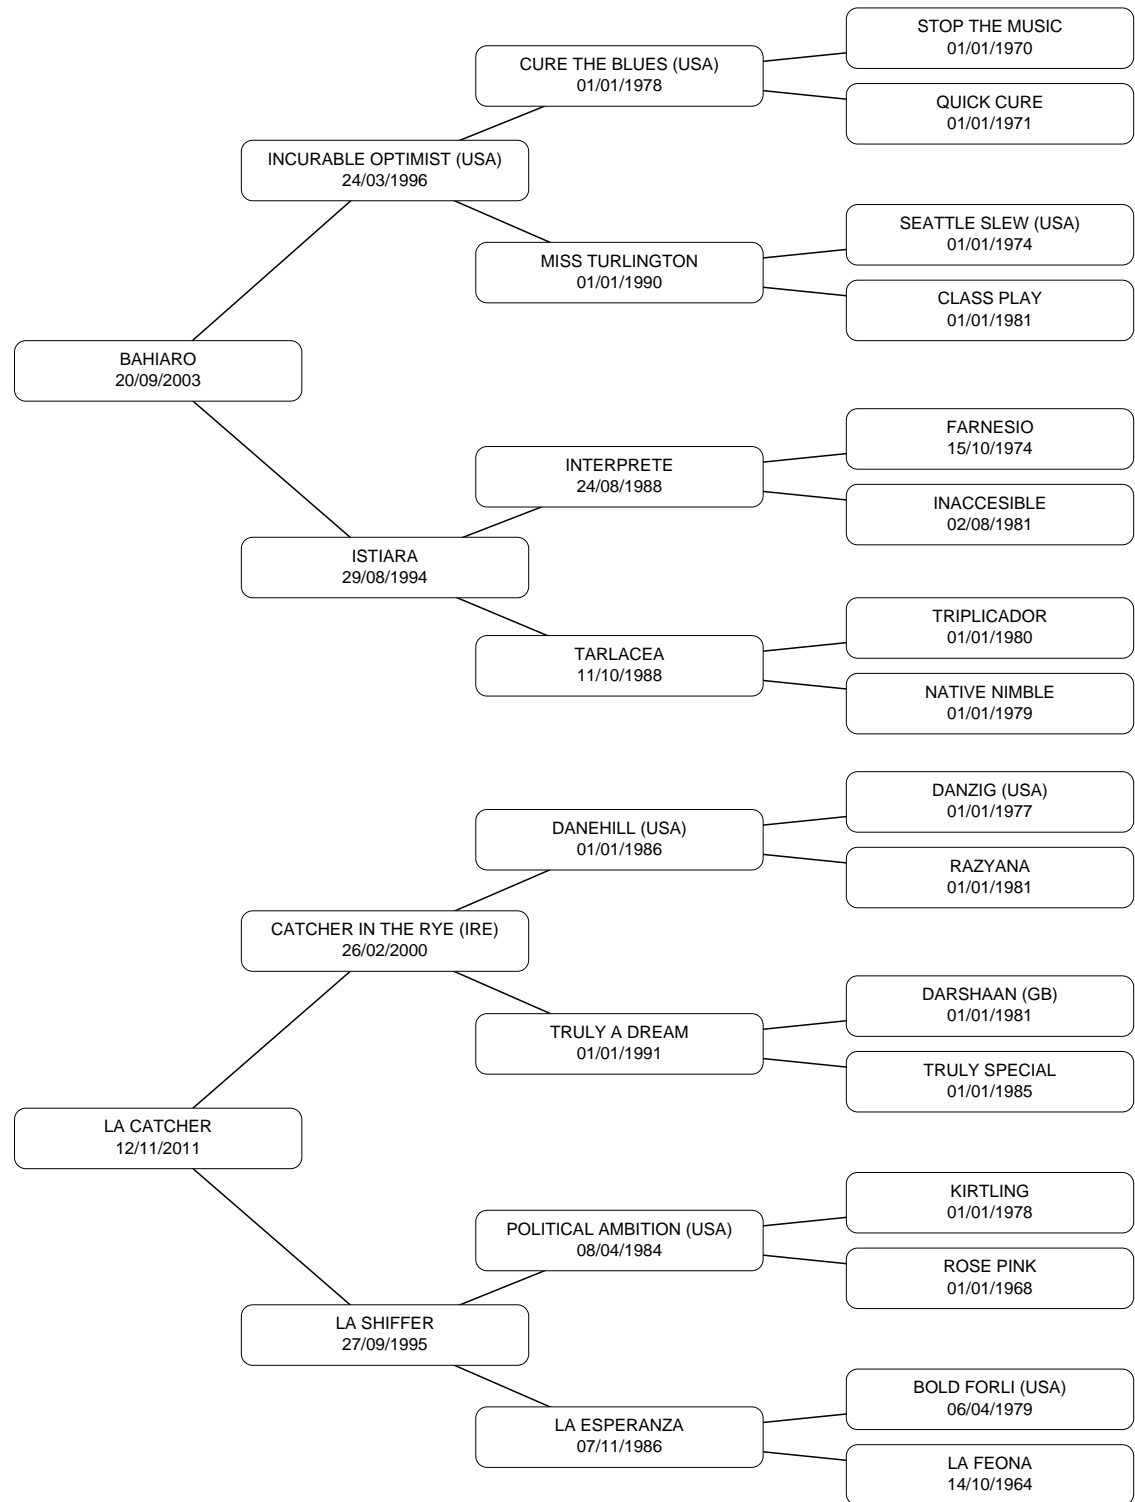 STOP THE MUSIC
01/01/1970
CURE THE BLUES (USA)
01/01/1978
QUICK CURE
01/01/1971
INCURABLE OPTIMIST (USA)
24/03/1996
SEATTLE SLEW (USA)
01/01/1974
MISS TURLINGTON
01/01/1990
CLASS PLAY
01/01/1981
BAHIARO
20/09/2003
FARNESIO
15/10/1974
INTERPRETE
24/08/1988
INACCESIBLE
02/08/1981
ISTIARA
29/08/1994
TRIPLICADOR
01/01/1980
TARLACEA
11/10/1988
NATIVE NIMBLE
01/01/1979
DANZIG (USA)
01/01/1977
DANEHILL (USA)
01/01/1986
RAZYANA
01/01/1981
CATCHER IN THE RYE (IRE)
26/02/2000
DARSHAAN (GB)
01/01/1981
TRULY A DREAM
01/01/1991
TRULY SPECIAL
01/01/1985
LA CATCHER
12/11/2011
KIRTLING
01/01/1978
POLITICAL AMBITION (USA)
08/04/1984
ROSE PINK
01/01/1968
LA SHIFFER
27/09/1995
BOLD FORLI (USA)
06/04/1979
LA ESPERANZA
07/11/1986
LA FEONA
14/10/1964